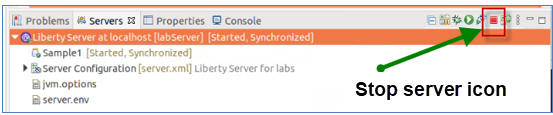 Problems Servers Properties Console
Liberty Server at localhost [labServer] [Started, Synchronized]
Sample1 [Started, Synchronized]
Server Configuration [server.xml] Liberty Server for labs
jvm.options
server.env
Stop server icon